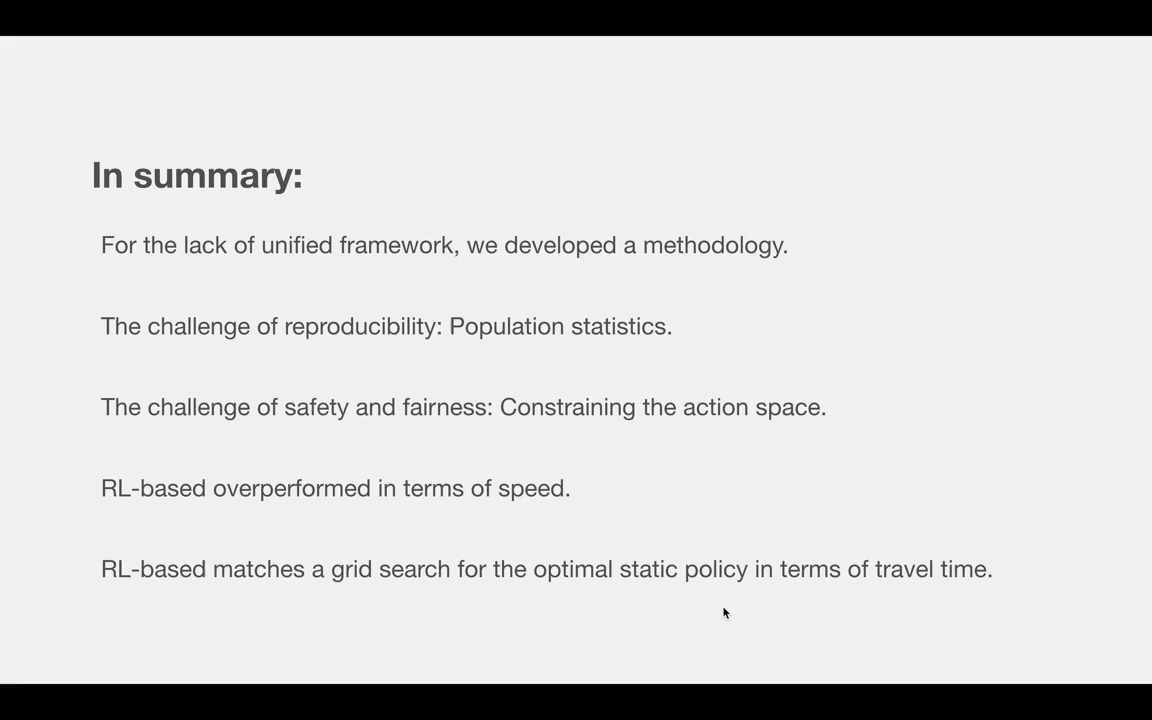 In summary:
For the lack of unified framework, we developed a methodology.
The challenge of reproducibility: Population statistics.
The challenge of safety and fairness: Constraining the action space.
RL-based overperformed in terms of speed.
RL-based matches a grid search for the optimal static policy in terms of travel time.